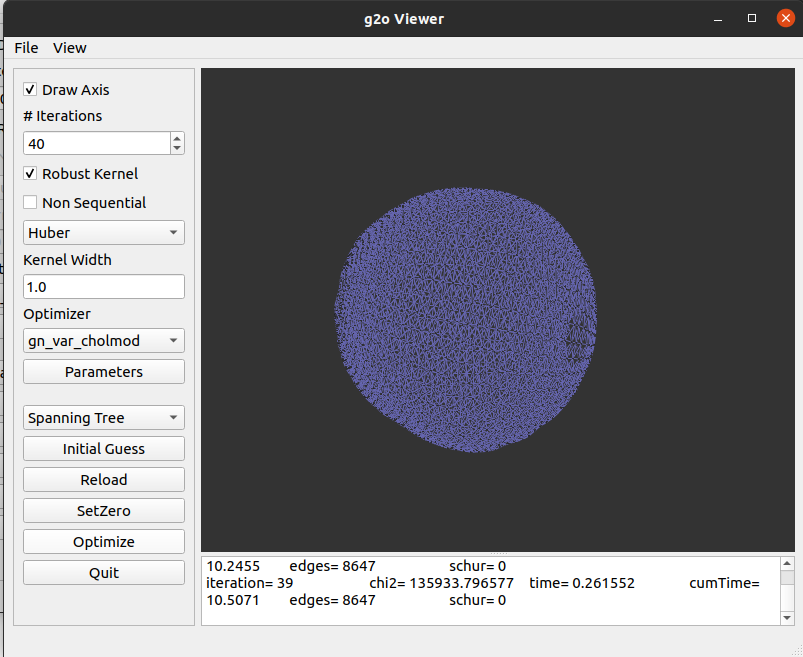 g2o Viewer
File View
Draw Axis
# Iterations
40
Robust Kernel
Non Sequential
Huber
Kernel Width
1.0
Optimizer
gn_var_cholmod
Parameters
Spanning Tree
Initial Guess
Reload
SetZero
Optimize
Quit
10.2455 edges= 8647 schur= 0
iteration= 39 chi2= 135933.796577 time= 0.261552 cumTime=
10.5071 edges= 8647 schur= 0